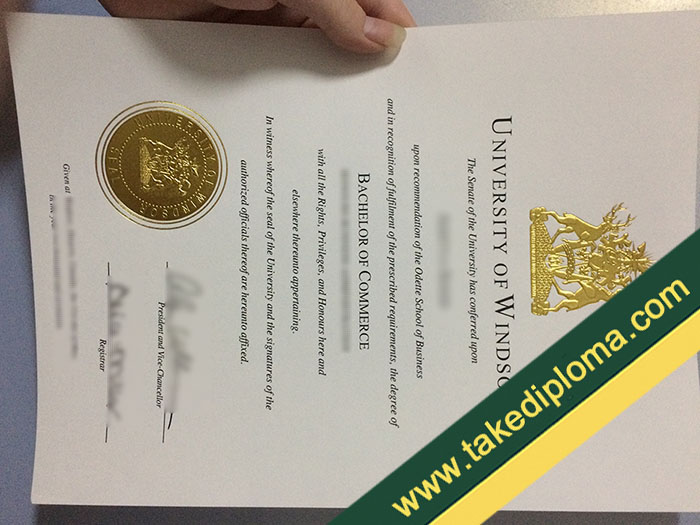 UNIVERSITY OF WINDSO
The Senate of the University has conferred upon
upon recommendation of the Odette School of Business
and in recognition of fulfilment of the prescribed requirements, the degree of
BACHELOR OF COMMERCE
with all the Rights, Privileges, and Honours here and
elsewhere thereunto appertaining.
In witness whereof the seal of the University and the signatures of the
authorized officials thereof are hereunto affixed.
President and Vice-Chancellor
Registrar
Given at
UNIVERSITY OF WINDSOR
SEAL
www.takediploma.com